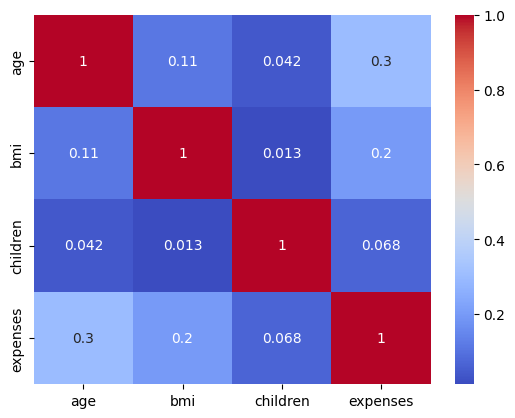 1.0
age 1 0.11 0.042 0.3
0.8
bmi 0.11 1 0.013 0.2
0.6
children 0.042 0.013 1 0.068
0.4
expenses 0.3 0.2 0.068 1
0.2
age bmi children expenses